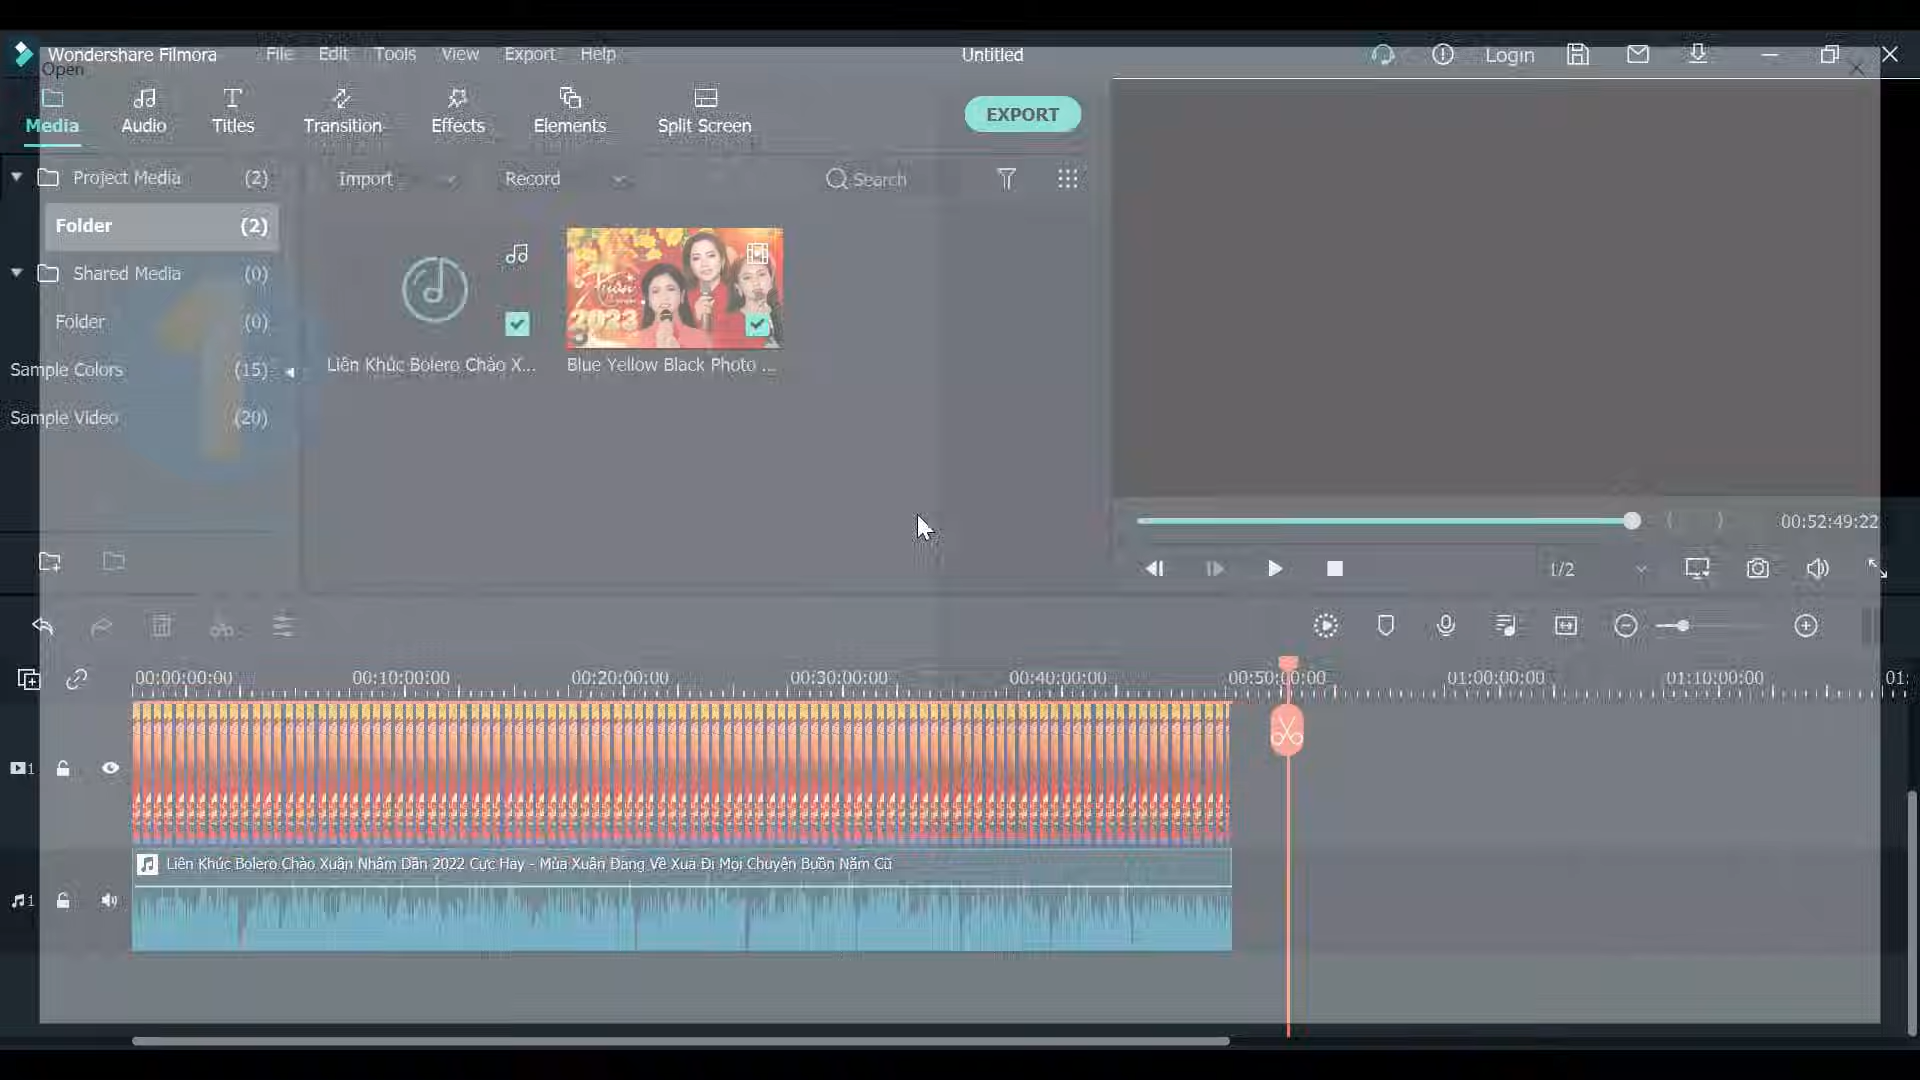 Wondershare Filmora File Edit Tools View Export Help Untitled Login
Open
Media Audio Titles Transition Effects Elements Split Screen EXPORT
Project Media (2) Import Record Search
Folder (2)
Shared Media (0)
Folder (0)
Xuân
2023
Liên Khúc Bolero Chào X... Blue Yellow Black Photo ...
Sample Colors (15)
Sample Video (20)
1
00:52:49:22
1/2
00:00:00:00 00:10:00:00 00:20:00:00 00:30:00:00 00:40:00:00 00:50:00:00 01:00:00:00 01:10:00:00 01:
1
Liên Khúc Bolero Chào Xuân Nhâm Dần 2022 Cực Hay - Mùa Xuân Đang Về Xua Đi Mọi Chuyện Buồn Năm Cũ
1